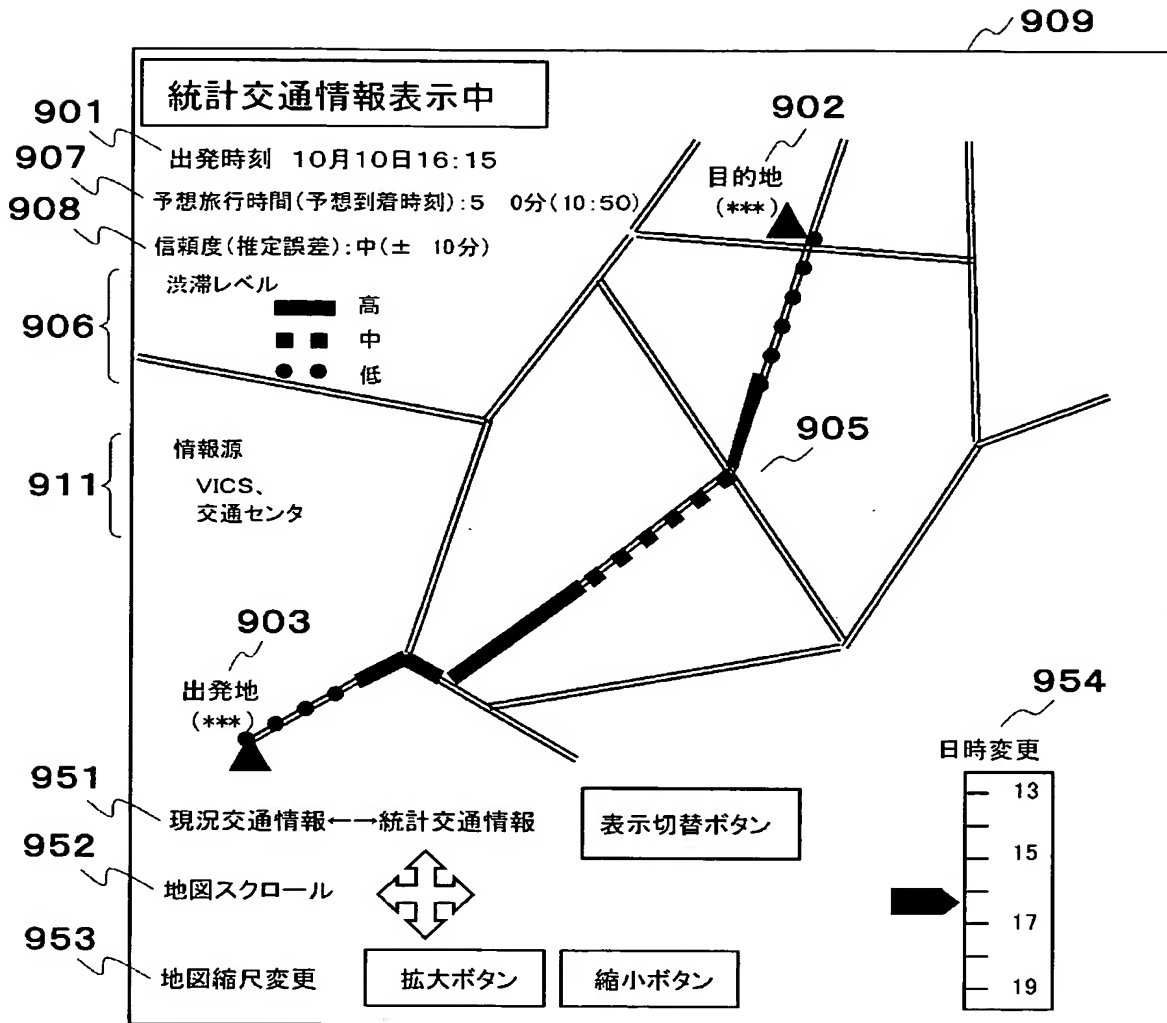 909
統計交通情報表示中
901
902
出発時刻 10月10日16:15
907
目的地
(***)
予想旅行時間(予想到着時刻):5 0分(10:50)
908
信頼度(推定誤差):中(± 10分)
渋滞レベル
906
高
中
低
905
911
情報源
VICS、
交通センタ
903
出発地
(***)
954
日時変更
951
13
現況交通情報←→統計交通情報
表示切替ボタン
15
952
地図スクロール
17
953
地図縮尺変更
拡大ボタン
縮小ボタン
19